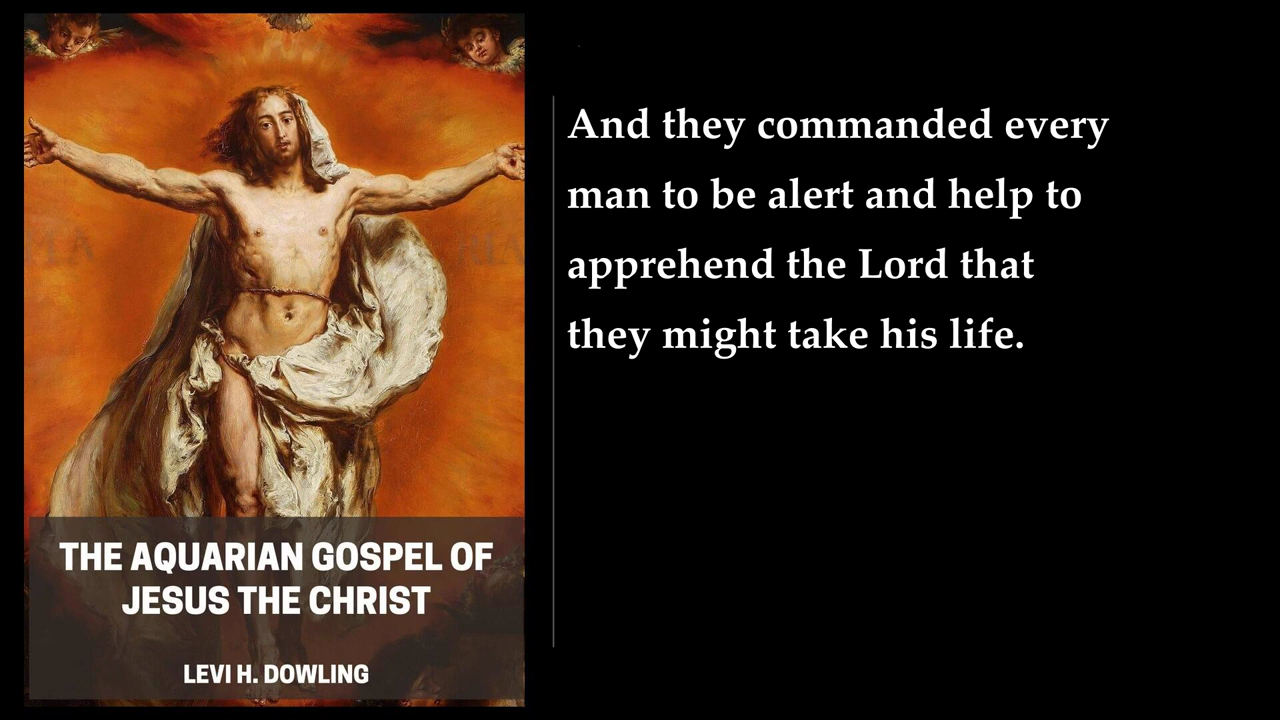 And they commanded every
man to be alert and help to
apprehend the Lord that
they might take his life.
THE AQUARIAN GOSPEL OF
JESUS THE CHRIST
LEVI H. DOWLING